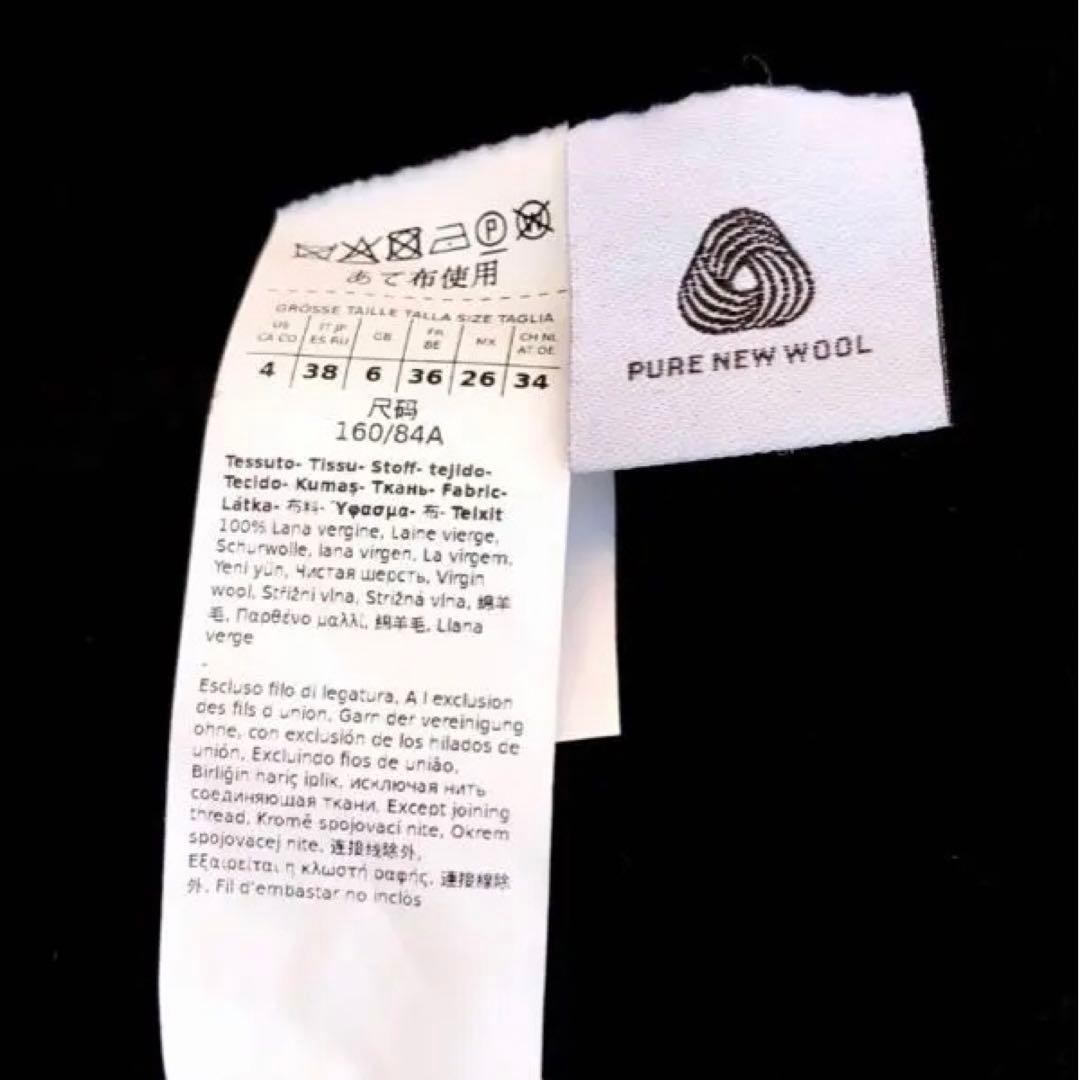 あて布使用
GRÖSSE TAILLE TALLA SIZE TAGLIA
US IT JP GB FR MX CH NL
CA CO ES RU BE AT DE
4 38 6 36 26 34
尺码
160/84A
Tessuto- Tissu- Stoff- tejido-
Tecido- Kumaş- Ткань- Fabric-
Látka- 布料- Ύφασμα- 布- Teixit
100% Lana vergine, Laine vierge,
Schurwolle, lana virgen, La virgem,
Yeni yün, Чистая шерсть, Virgin
wool, Střižní vlna, Strižná vlna, 绵羊
毛, Παρθένο μαλλί, 綿羊毛, Llana
verge
-
Escluso filo di legatura, A l exclusion
des fils d union, Garn der vereinigung
ohne, con exclusión de los hilados de
unión, Excluindo fios de união,
Birliğin hariç iplik, исключая нить
соединяющая ткани, Except joining
thread, Kromě spojovací nite, Okrem
spojovacej nite, 连接线除外,
Εξαιρείται η κλωστή ραφής, 連接線除
外, Fil d'embastar no inclòs
PURE NEW WOOL